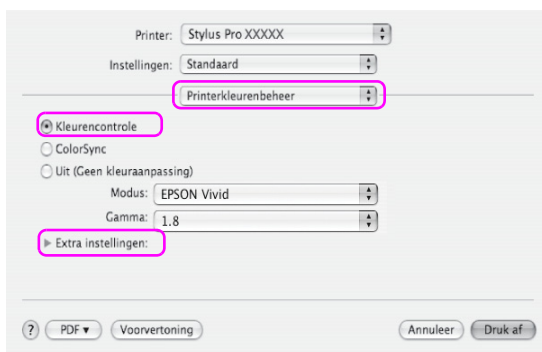 Printer: Stylus Pro XXXXX
Instellingen: Standaard
Printerkleurenbeheer
Kleurencontrole
ColorSync
Uit (Geen kleuraanpassing)
Modus: EPSON Vivid
Gamma: 1.8
Extra instellingen:
? PDF ▼ Voorvertoning Annuleer Druk af